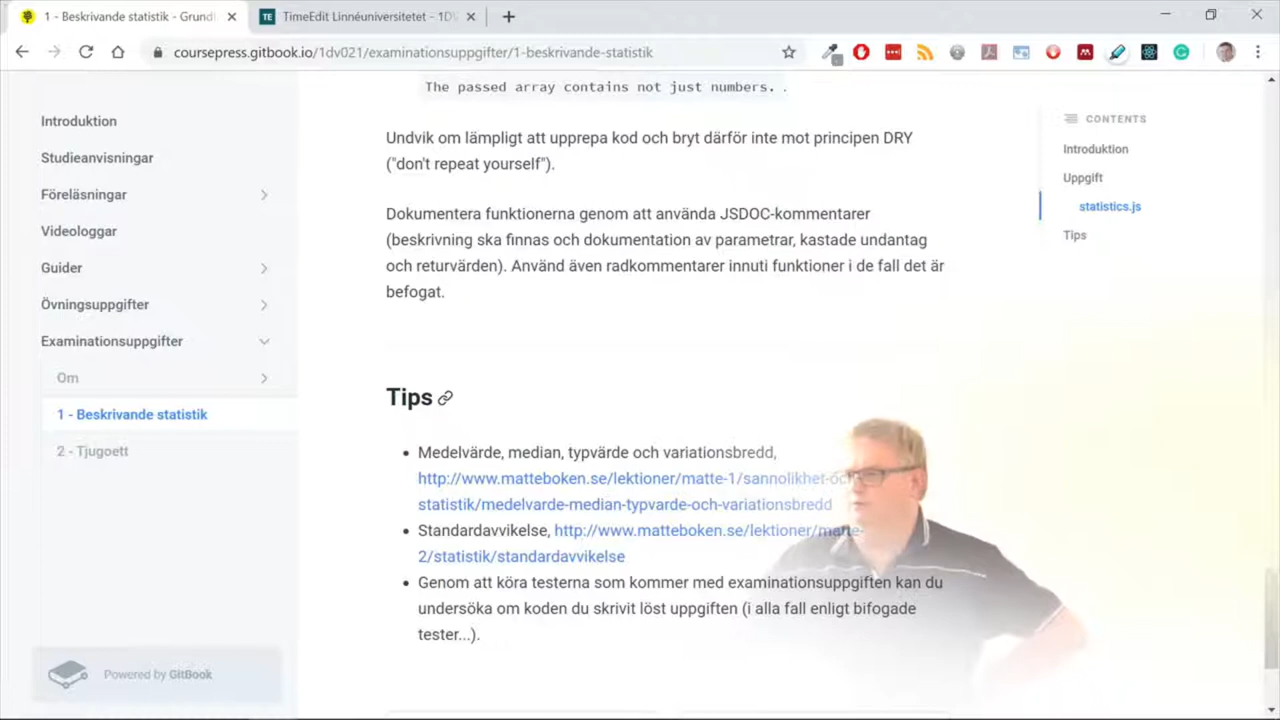 1 - Beskrivande statistik - Grund
TimeEdit Linnéuniversitetet - 1DV
coursepress.gitbook.io/1dv021/examinationsuppgifter/1-beskrivande-statistik
Introduktion
Studieanvisningar
Föreläsningar
Videologgar
Guider
Övningsuppgifter
Examinationsuppgifter
Om
1 - Beskrivande statistik
2 - Tjugoett
Powered by GitBook
The passed array contains not just numbers. .
Undvik om lämpligt att upprepa kod och bryt därför inte mot principen DRY
("don't repeat yourself").
Dokumentera funktionerna genom att använda JSDOC-kommentarer
(beskrivning ska finnas och dokumentation av parametrar, kastade undantag
och returvärden). Använd även radkommentarer innuti funktioner i de fall det är
befogat.
Tips
Medelvärde, median, typvärde och variationsbredd,
http://www.matteboken.se/lektioner/matte-1/sannolikhet-oc
statistik/medelvarde-median-typvarde-och-variationsbredd
Standardavvikelse, http://www.matteboken.se/lektioner/matte-
2/statistik/standardavvikelse
Genom att köra testerna som kommer med examinationsuppgiften kan du
undersöka om koden du skrivit löst uppgiften (i alla fall enligt bifogade
tester...).
CONTENTS
Introduktion
Uppgift
statistics.js
Tips